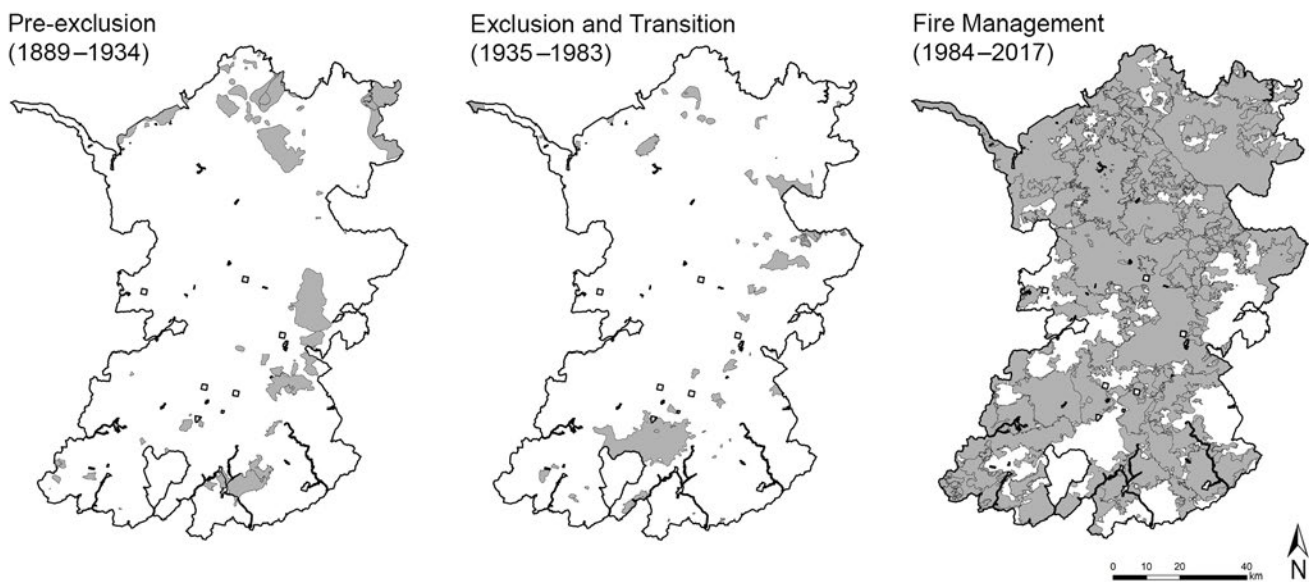 Pre-exclusion
(1889–1934)
Exclusion and Transition
(1935–1983)
Fire Management
(1984–2017)
0 10 20 40
km
N